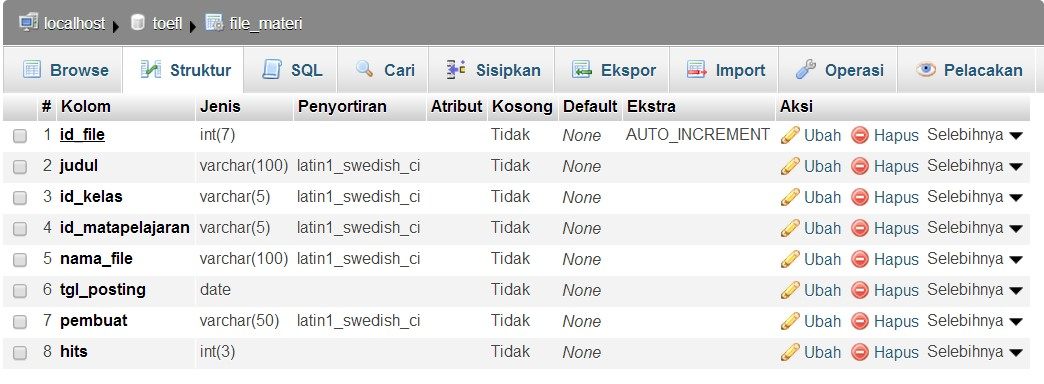 localhost toefl file_materi
Browse Struktur SQL Cari Sisipkan Ekspor Import Operasi Pelacakan
# Kolom Jenis Penyortiran Atribut Kosong Default Ekstra Aksi
1 id_file int(7) Tidak None AUTO_INCREMENT Ubah Hapus Selebihnya
2 judul varchar(100) latin1_swedish_ci Tidak None Ubah Hapus Selebihnya
3 id_kelas varchar(5) latin1_swedish_ci Tidak None Ubah Hapus Selebihnya
4 id_matapelajaran varchar(5) latin1_swedish_ci Tidak None Ubah Hapus Selebihnya
5 nama_file varchar(100) latin1_swedish_ci Tidak None Ubah Hapus Selebihnya
6 tgl_posting date Tidak None Ubah Hapus Selebihnya
7 pembuat varchar(50) latin1_swedish_ci Tidak None Ubah Hapus Selebihnya
8 hits int(3) Tidak None Ubah Hapus Selebihnya